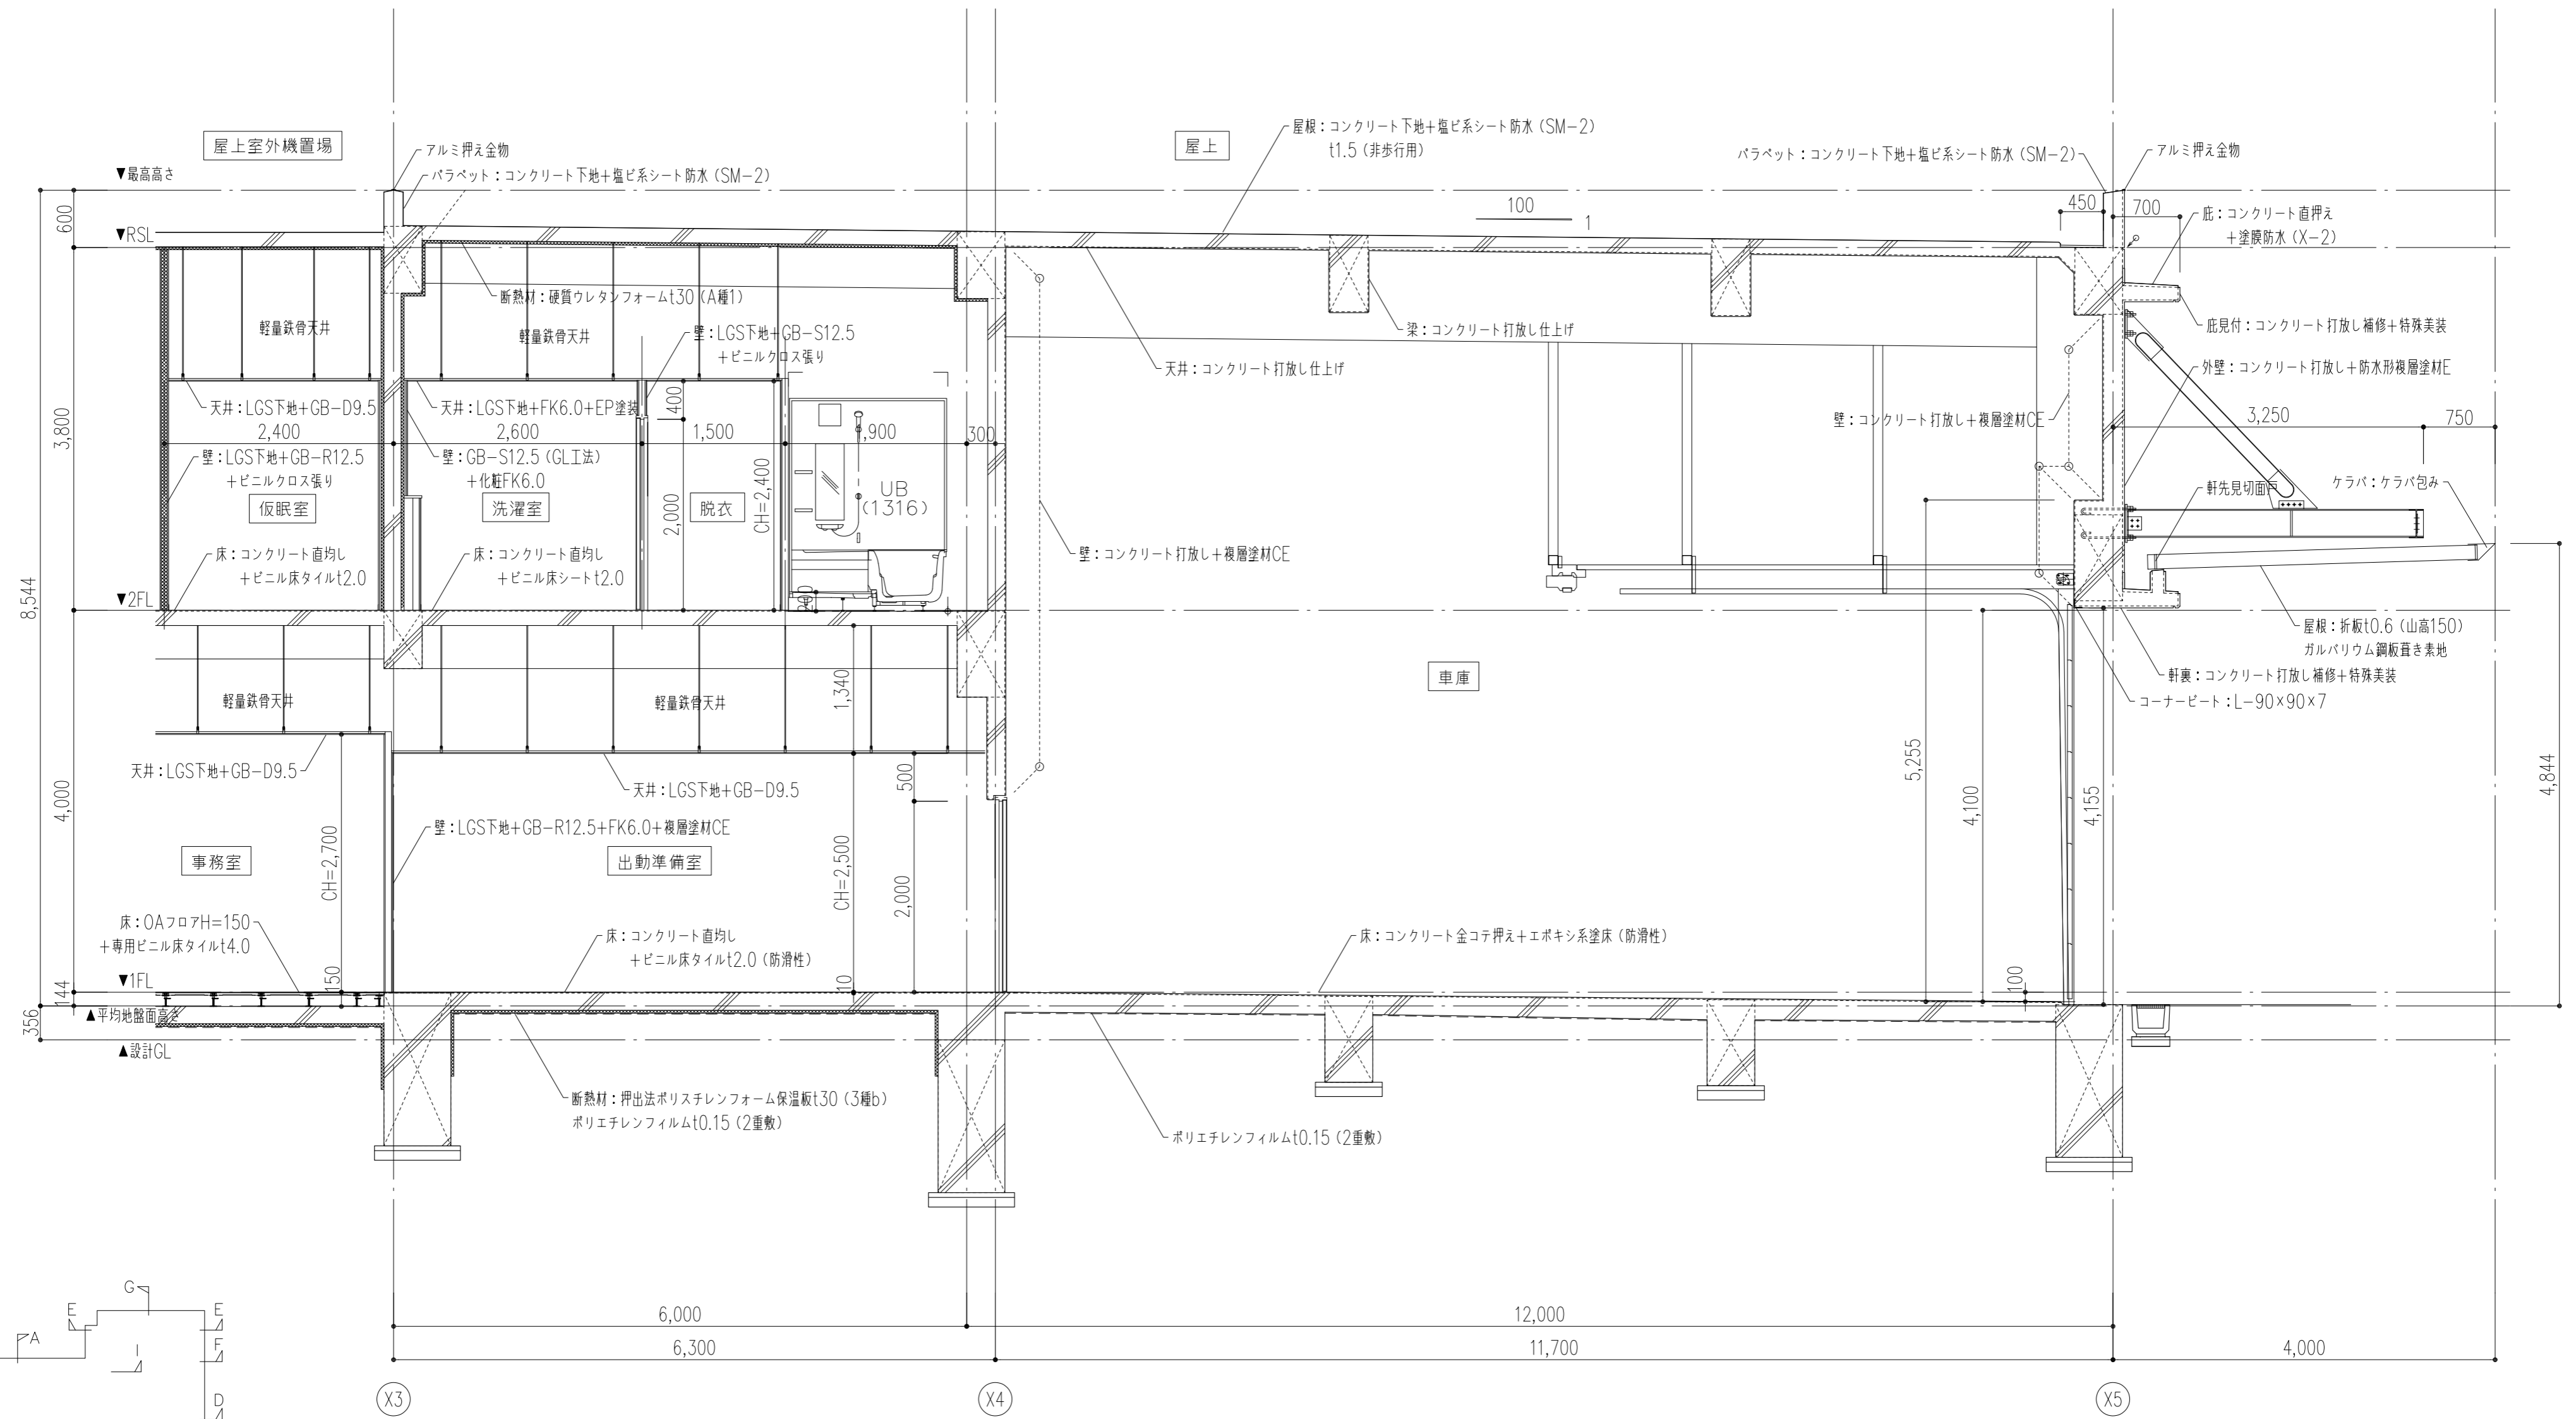 屋上室外機置場
屋上
アルミ押え金物
パラペット：コンクリート下地＋塩ビ系シート防水（SM-2）
屋根：コンクリート下地＋塩ビ系シート防水（SM-2）
t1.5（非歩行用）
パラペット：コンクリート下地＋塩ビ系シート防水（SM-2）
アルミ押え金物
▼最高高さ
600
▼RSL
100
1
450
700
庇：コンクリート直押え
＋塗膜防水（X-2）
断熱材：硬質ウレタンフォームt30（A種1）
軽量鉄骨天井
軽量鉄骨天井
壁：LGS下地+GB-S12.5
＋ビニルクロス張り
梁：コンクリート打放し仕上げ
天井：コンクリート打放し仕上げ
庇見付：コンクリート打放し補修＋特殊美装
外壁：コンクリート打放し＋防水形複層塗材E
天井：LGS下地+GB-D9.5
天井：LGS下地+FK6.0+EP塗装
400
壁：コンクリート打放し＋複層塗材CE
3,250
750
3,800
2,400
2,600
1,500
1,900
300
壁：LGS下地+GB-R12.5
＋ビニルクロス張り
壁：GB-S12.5（GL工法）
＋化粧FK6.0
仮眠室
洗濯室
脱衣
2,000
CH=2,400
UB
(1316)
軒先見切面戸
ケラバ：ケラバ包み
床：コンクリート直均し
＋ビニル床タイルt2.0
床：コンクリート直均し
＋ビニル床シートt2.0
壁：コンクリート打放し＋複層塗材CE
200
8,544
▼2FL
屋根：折板t0.6（山高150）
ガルバリウム鋼板葺き素地
軒裏：コンクリート打放し補修＋特殊美装
コーナービート：L-90×90×7
軽量鉄骨天井
軽量鉄骨天井
1,340
車庫
天井：LGS下地+GB-D9.5
天井：LGS下地+GB-D9.5
500
5,255
4,100
4,155
4,844
4,000
壁：LGS下地+GB-R12.5+FK6.0+複層塗材CE
事務室
出動準備室
CH=2,700
CH=2,500
2,000
床：OAフロアH=150
＋専用ビニル床タイルt4.0
床：コンクリート直均し
＋ビニル床タイルt2.0（防滑性）
床：コンクリート金コテ押え＋エポキシ系塗床（防滑性）
▼1FL
150
10
100
144
▲平均地盤面高さ
356
▲設計GL
断熱材：押出法ポリスチレンフォーム保温板t30（3種b）
ポリエチレンフィルムt0.15（2重敷）
ポリエチレンフィルムt0.15（2重敷）
G
E
E
A
F
I
D
6,000
12,000
6,300
11,700
4,000
X3
X4
X5